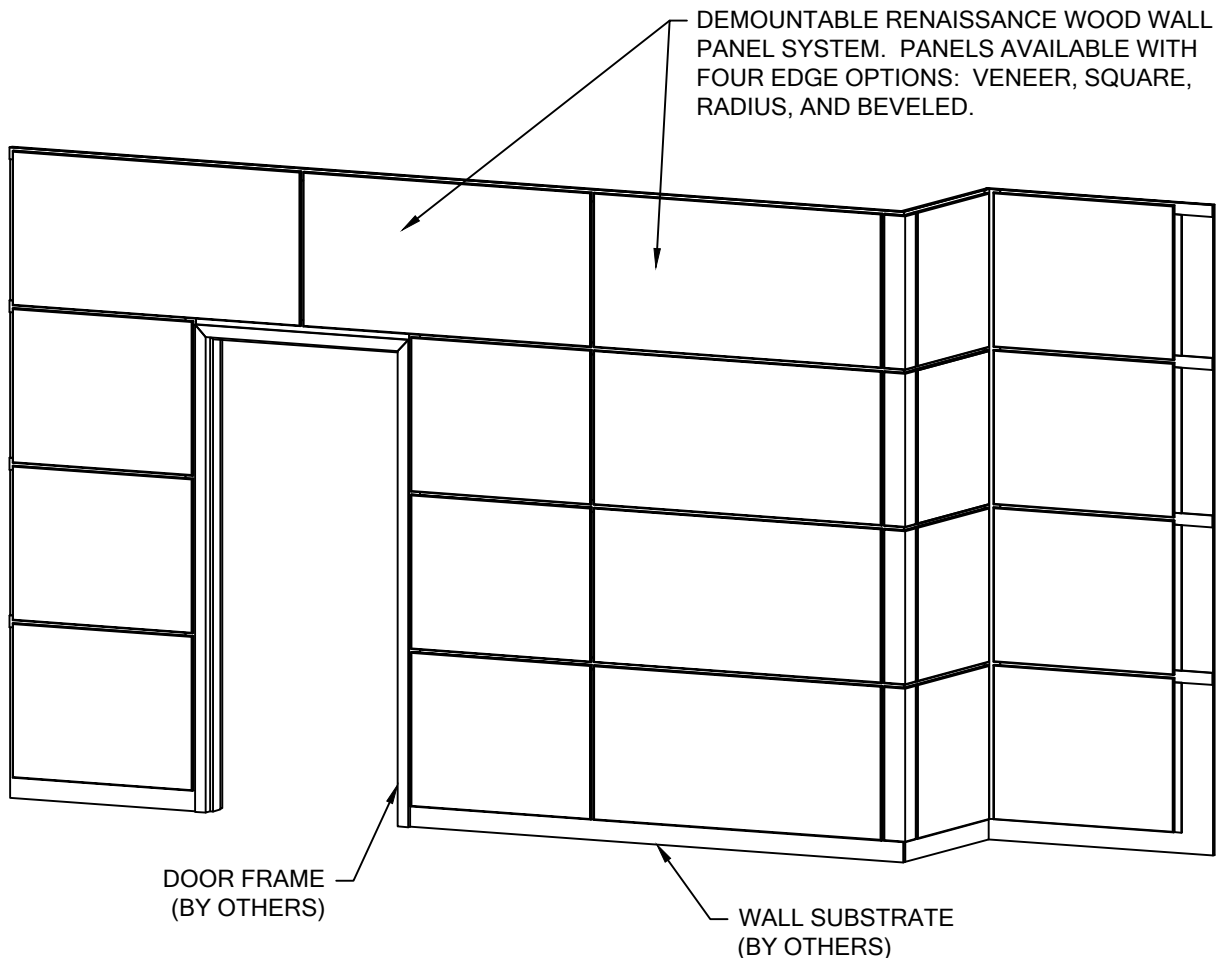 DEMOUNTABLE RENAISSANCE WOOD WALL
PANEL SYSTEM. PANELS AVAILABLE WITH
FOUR EDGE OPTIONS: VENEER, SQUARE,
RADIUS, AND BEVELED.
DOOR FRAME
(BY OTHERS)
WALL SUBSTRATE
(BY OTHERS)